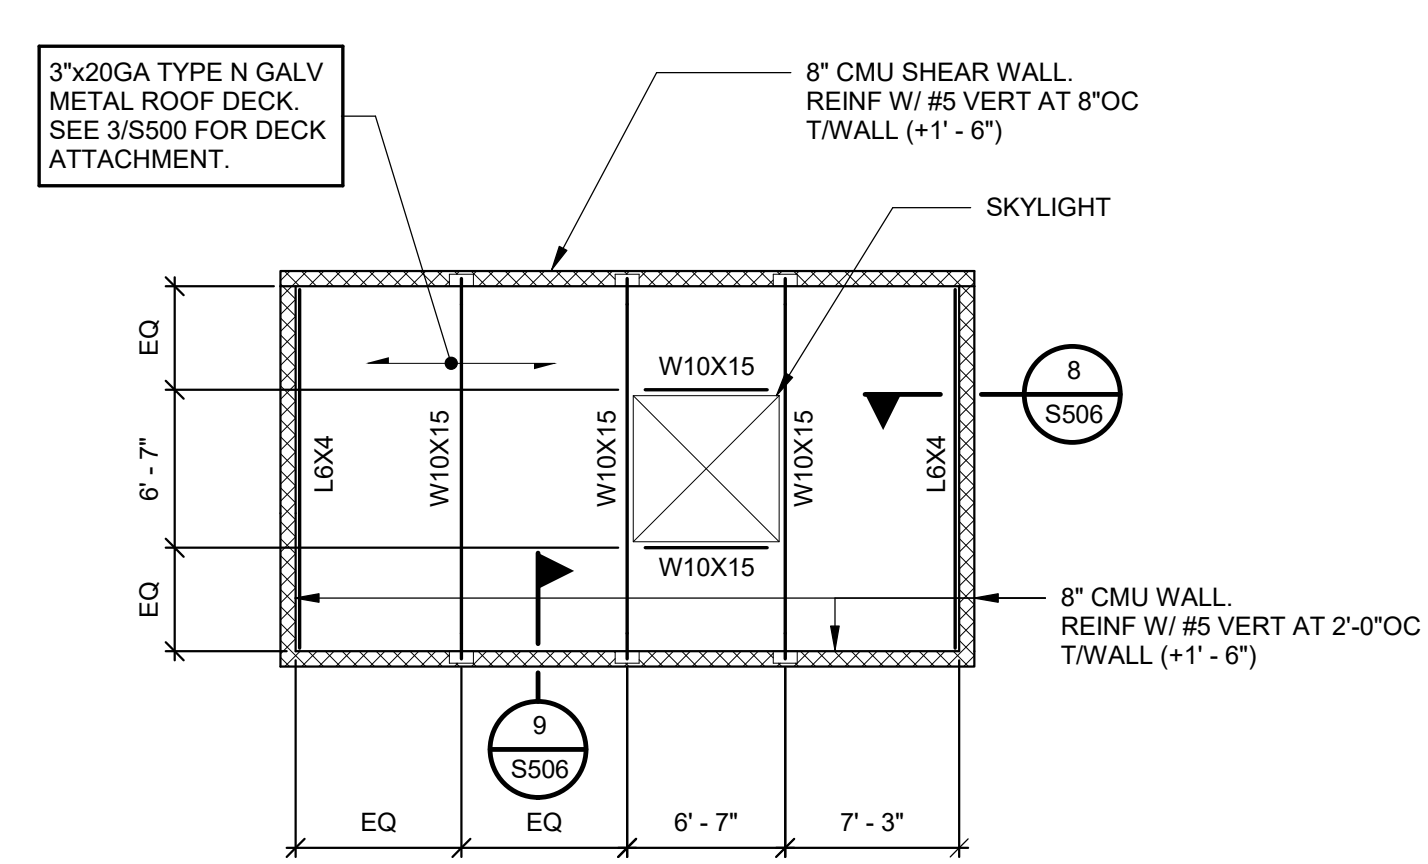 3"x20GA TYPE N GALV
METAL ROOF DECK.
SEE 3/S500 FOR DECK
ATTACHMENT.
8" CMU SHEAR WALL.
REINF W/ #5 VERT AT 8"OC
T/WALL (+1' - 6")
SKYLIGHT
EQ
6' - 7"
EQ
L6X4
W10X15
W10X15
W10X15
W10X15
W10X15
L6X4
8
S506
8" CMU WALL.
REINF W/ #5 VERT AT 2'-0"OC
T/WALL (+1' - 6")
9
S506
EQ
EQ
6' - 7"
7' - 3"